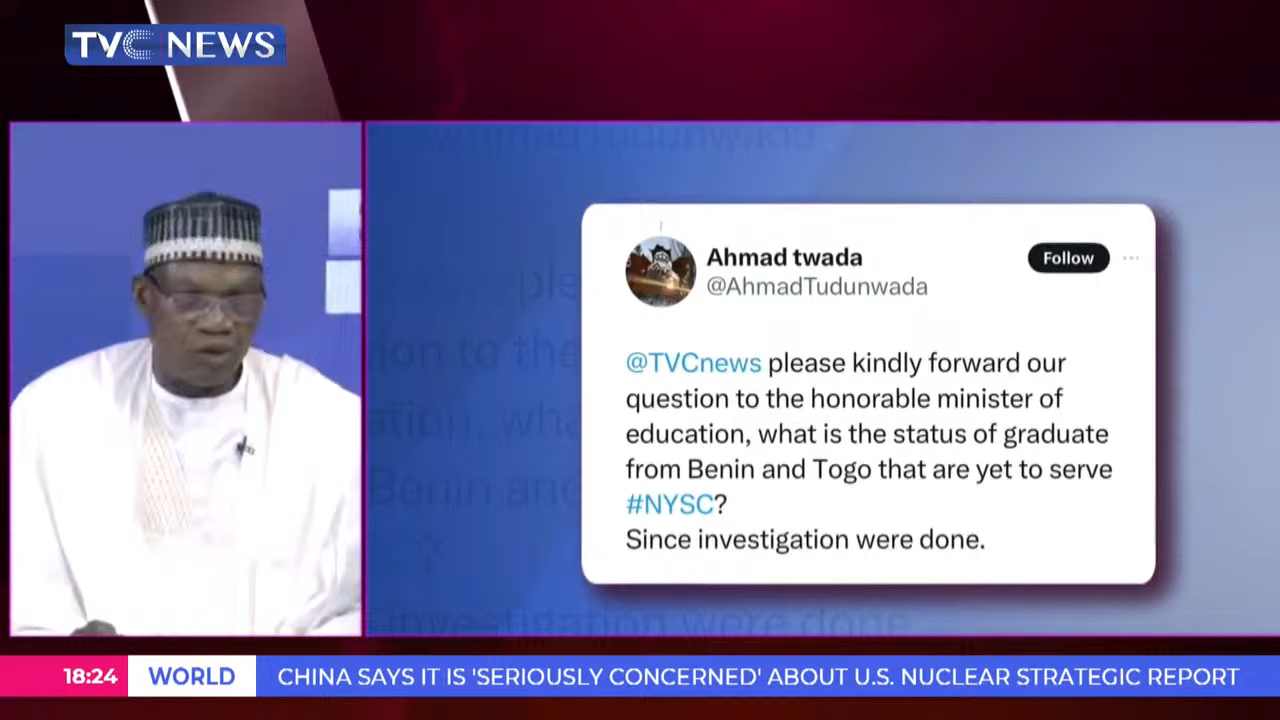 TVC NEWS
Ahmad twada
@AhmadTudunwada
Follow
@TVCnews please kindly forward our
question to the honorable minister of
education, what is the status of graduate
from Benin and Togo that are yet to serve
#NYSC?
Since investigation were done.
18:24 WORLD CHINA SAYS IT IS 'SERIOUSLY CONCERNED' ABOUT U.S. NUCLEAR STRATEGIC REPORT